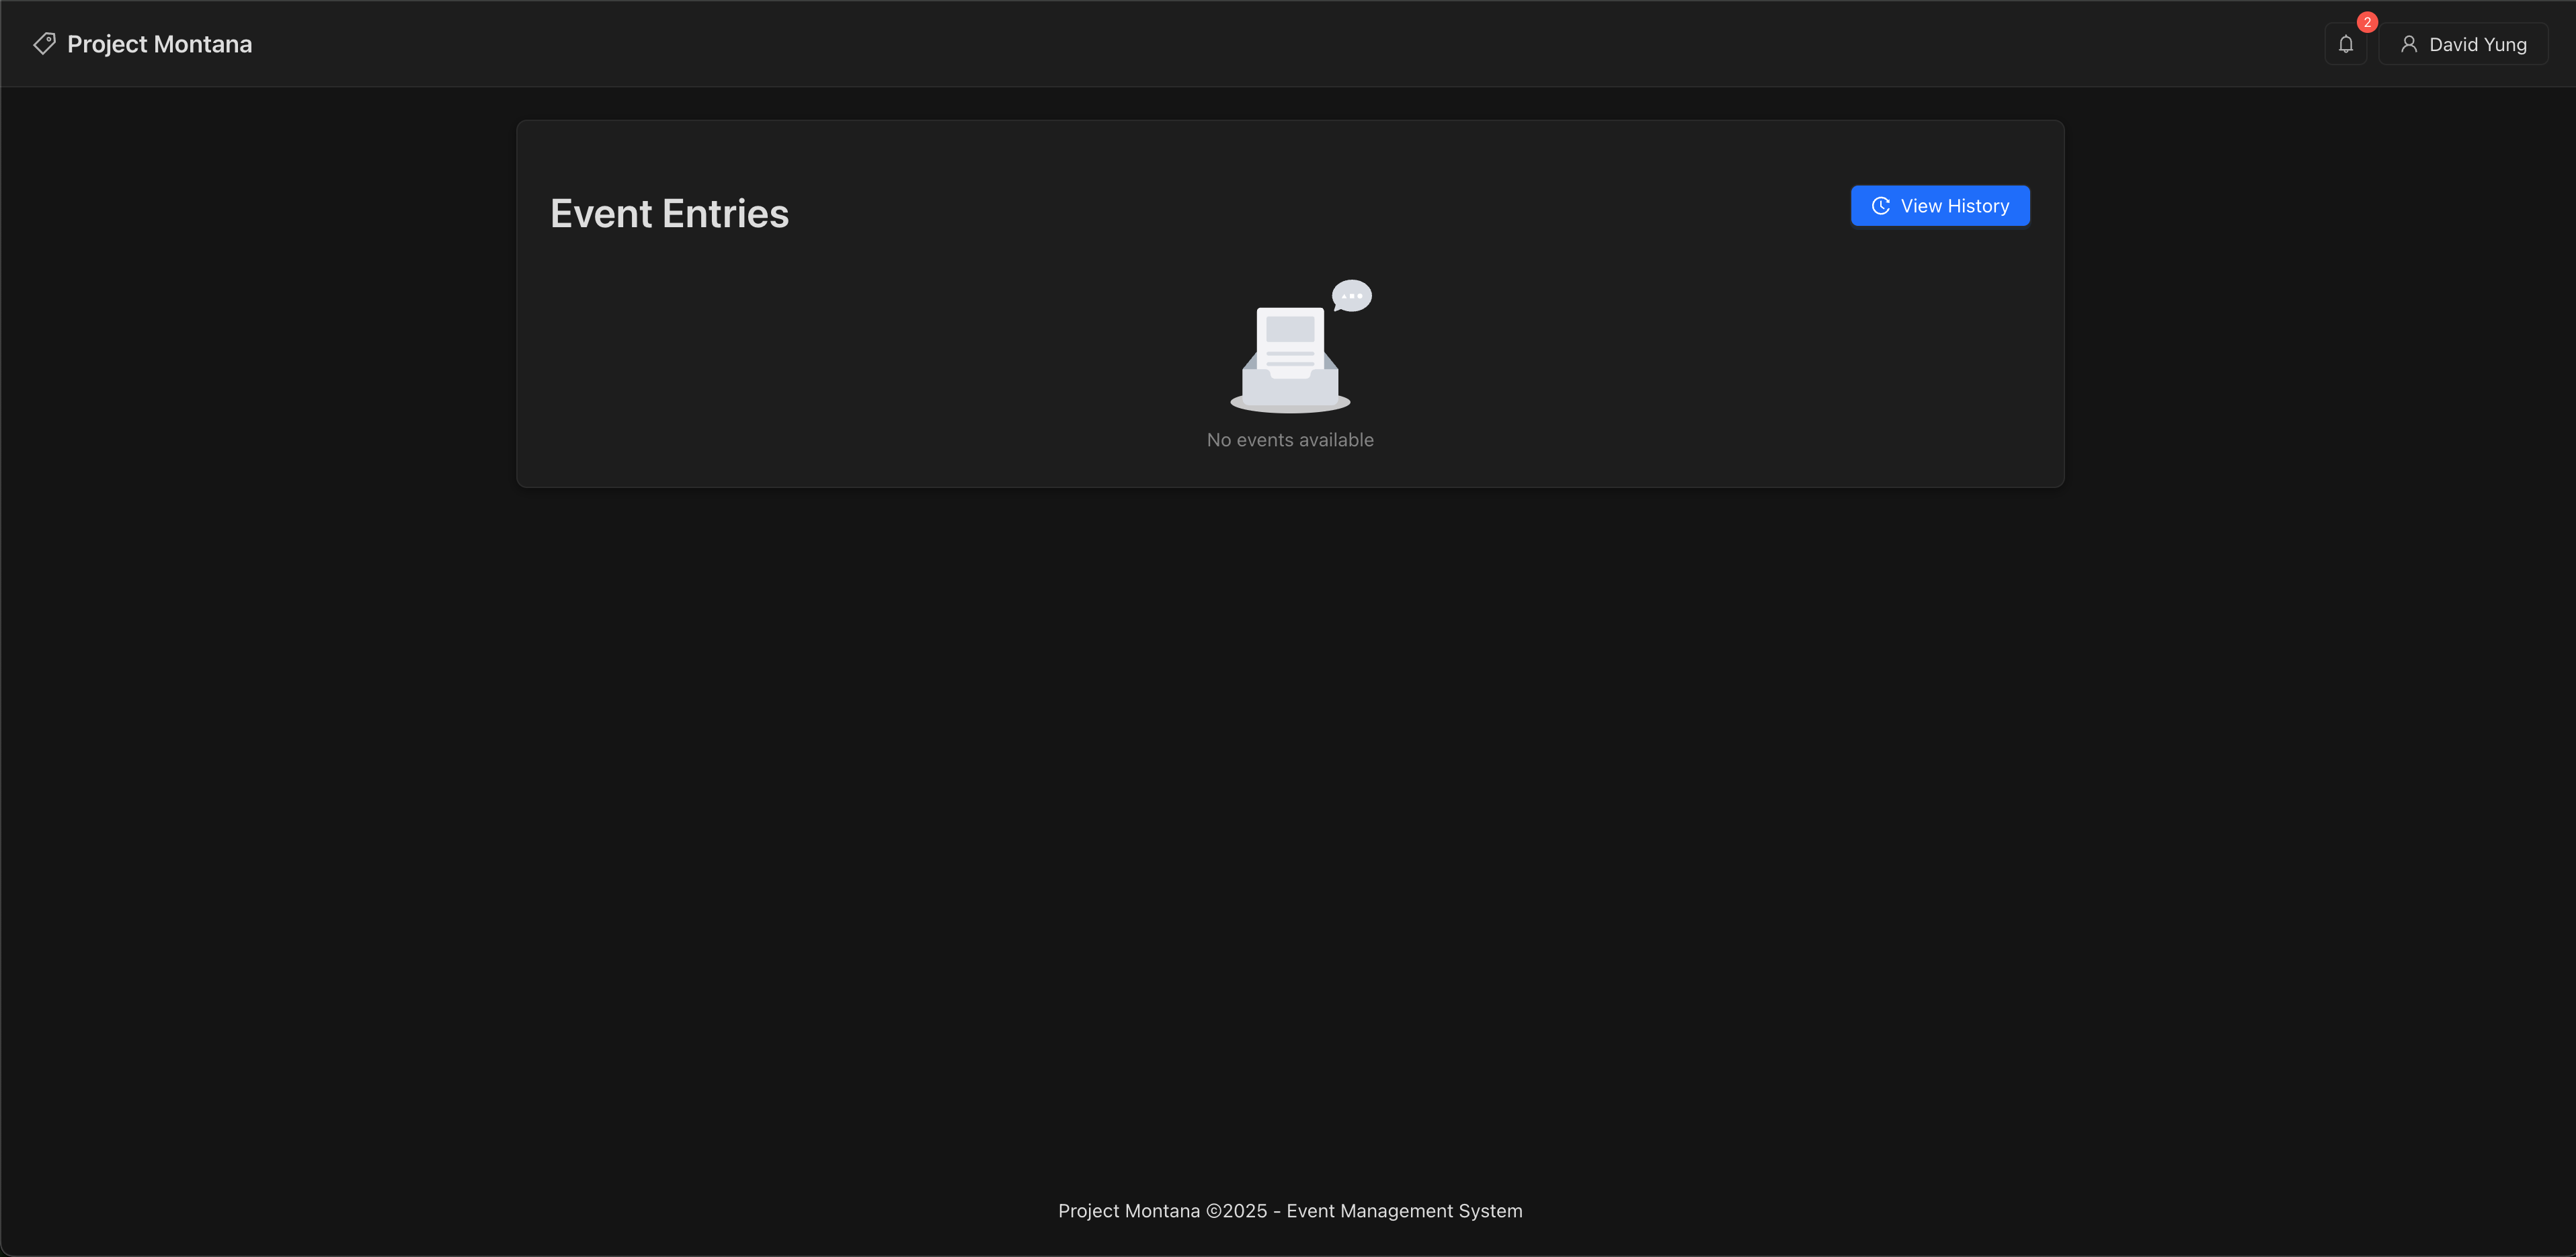 Project Montana
2
David Yung
Event Entries
View History
No events available
Project Montana ©2025 - Event Management System